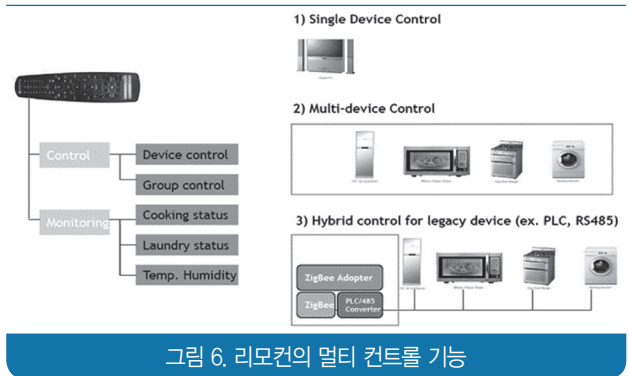 1) Single Device Control
2) Multi-device Control
Control
Device control
Group control
Monitoring
Cooking status
Laundry status
Temp. Humidity
3) Hybrid control for legacy device (ex. PLC, RS485)
ZigBee Adopter
ZigBee
PLC/485
Converter
그림 6. 리모컨의 멀티 컨트롤 기능